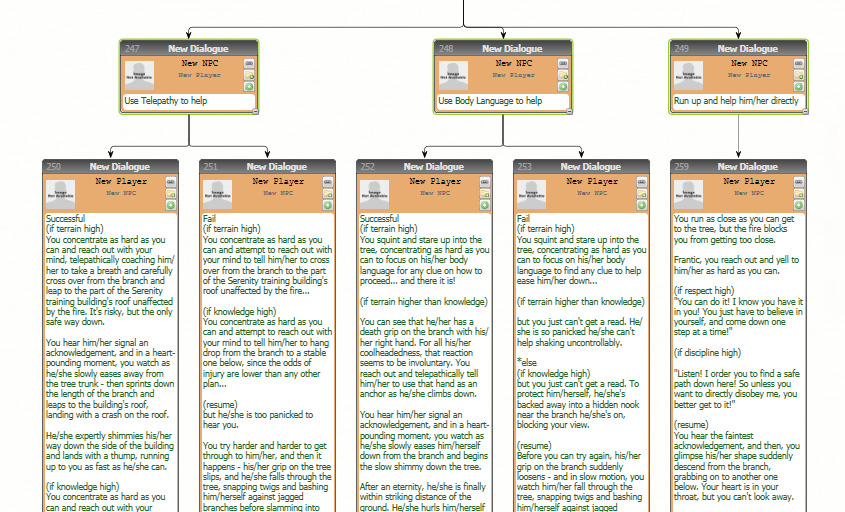 247 New Dialogue
New NPC
Image
Not Available
New Player
Use Telepathy to help
248 New Dialogue
New NPC
Image
Not Available
New Player
Use Body Language to help
249 New Dialogue
New NPC
Image
Not Available
New Player
Run up and help him/her directly
250 New Dialogue
New Player
Image
Not Available
New NPC
Successful
(if terrain high)
You concentrate as hard as you
can and reach out with your
mind, telepathically coaching him/
her to take a breath and carefully
cross over from the branch and
leap to the part of the Serenity
training building's roof unaffected
by the fire. It's risky, but the only
safe way down.
You hear him/her signal an
acknowledgement, and in a heart-
pounding moment, you watch as
he/she slowly eases away from
the tree trunk - then sprints down
the length of the branch and
leaps to the building's roof,
landing with a crash on the roof.
He/she expertly shimmies his/her
way down the side of the building
and lands with a thump, running
up to you as fast as he/she can.
(if knowledge high)
You concentrate as hard as you
can and reach out with your
251 New Dialogue
New Player
Image
Not Available
New NPC
Fail
(if terrain high)
You concentrate as hard as you
can and attempt to reach out with
your mind to tell him/her to cross
over from the branch to the part
of the Serenity training building's
roof unaffected by the fire...
(if knowledge high)
You concentrate as hard as you
can and attempt to reach out with
your mind to tell him/her to hang
drop from the branch to a stable
one below, since the odds of
injury are lower than any other
plan...
(resume)
but he/she is too panicked to
hear you.
You try harder and harder to get
through to him/her, and then it
happens - his/her grip on the tree
slips, and he/she falls through the
tree, snapping twigs and bashing
him/herself against jagged
branches before slamming into
252 New Dialogue
New Player
Image
Not Available
New NPC
Successful
(if terrain high)
You squint and stare up into the
tree, concentrating as hard as you
can to focus on his/her body
language for any clue on how to
proceed... and there it is!
(if terrain higher than knowledge)
You can see that he/her has a
death grip on the branch with his/
her right hand. For all his/her
coolheadedness, that reaction
seems to be involuntary. You
reach out and telepathically tell
him/her to use that hand as an
anchor as he/she climbs down.
You hear him/her signal an
acknowledgment, and in a heart-
pounding moment, you watch as
he/she slowly eases him/herself
down from the branch and begins
the slow shimmy down the tree.
After an eternity, he/she is finally
within striking distance of the
ground. He/she hurls him/herself
253 New Dialogue
New Player
Image
Not Available
New NPC
Fail
(if terrain high)
You squint and stare up into the
tree, concentrating as hard as you
can to focus on his/her body
language to find any clue to help
ease him/her down...
(if terrain higher than knowledge)
but you just can't get a read. He/
she is so panicked he/she can't
help shaking uncontrollably.
*else
(if knowledge high)
but you just can't get a read. To
protect him/herself, he/she's
backed away into a hidden nook
near the branch he/she's on,
blocking your view.
(resume)
Before you can try again, his/her
grip on the branch suddenly
loosens - and in slow motion, you
watch him/her fall through the
tree, snapping twigs and bashing
him/herself against jagged
259 New Dialogue
New Player
Image
Not Available
New NPC
You run as close as you can get
to the tree, but the fire blocks
you from getting too close.
Frantic, you reach out and yell to
him/her as hard as you can.
(if respect high)
"You can do it! I know you have it
in you! You just have to believe in
yourself, and come down one
step at a time!"
(if discipline high)
"Listen! I order you to find a safe
path down here! So unless you
want to directly disobey me, you
better get to it!"
(resume)
You hear the faintest
acknowledgement, and then, you
glimpse his/her shape suddenly
descend from the branch,
grabbing on to another one
below. Your heart is in your
throat, but you can't look away.